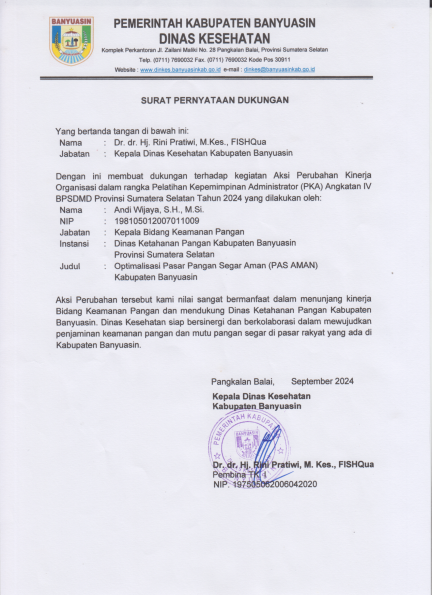 BANYUASIN
PEMERINTAH KABUPATEN BANYUASIN
DINAS KESEHATAN
Komplek Perkantoran Jl. Zailani Maliki No. 28 Pangkalan Balai, Provinsi Sumatera Selatan
Telp. (0711) 7690032 Fax. (0711) 7690032 Kode Pos 30911
Website : www.dinkes.banyuasinkab.go.id e-mail : dinkes@banyuasinkab.go.id
SURAT PERNYATAAN DUKUNGAN
Yang bertanda tangan di bawah ini:
Nama : Dr. dr. Hj. Rini Pratiwi, M.Kes., FISHQua
Jabatan : Kepala Dinas Kesehatan Kabupaten Banyuasin
Dengan ini membuat dukungan terhadap kegiatan Aksi Perubahan Kinerja
Organisasi dalam rangka Pelatihan Kepemimpinan Administrator (PKA) Angkatan IV
BPSDMD Provinsi Sumatera Selatan Tahun 2024 yang dilakukan oleh:
Nama : Andi Wijaya, S.H., M.Si.
NIP : 198105012007011009
Jabatan : Kepala Bidang Keamanan Pangan
Instansi : Dinas Ketahanan Pangan Kabupaten Banyuasin
Provinsi Sumatera Selatan
Judul : Optimalisasi Pasar Pangan Segar Aman (PAS AMAN)
Kabupaten Banyuasin
Aksi Perubahan tersebut kami nilai sangat bermanfaat dalam menunjang kinerja
Bidang Keamanan Pangan dan mendukung Dinas Ketahanan Pangan Kabupaten
Banyuasin. Dinas Kesehatan siap bersinergi dan berkolaborasi dalam mewujudkan
penjaminan keamanan pangan dan mutu pangan segar di pasar rakyat yang ada di
Kabupaten Banyuasin.
Pangkalan Balai, September 2024
Kepala Dinas Kesehatan
Kabupaten Banyuasin
PEMERINTAH KABUPATEN
Dr. dr. Hj. Rini Pratiwi, M. Kes., FISHQua
Pembina TK I
NIP.